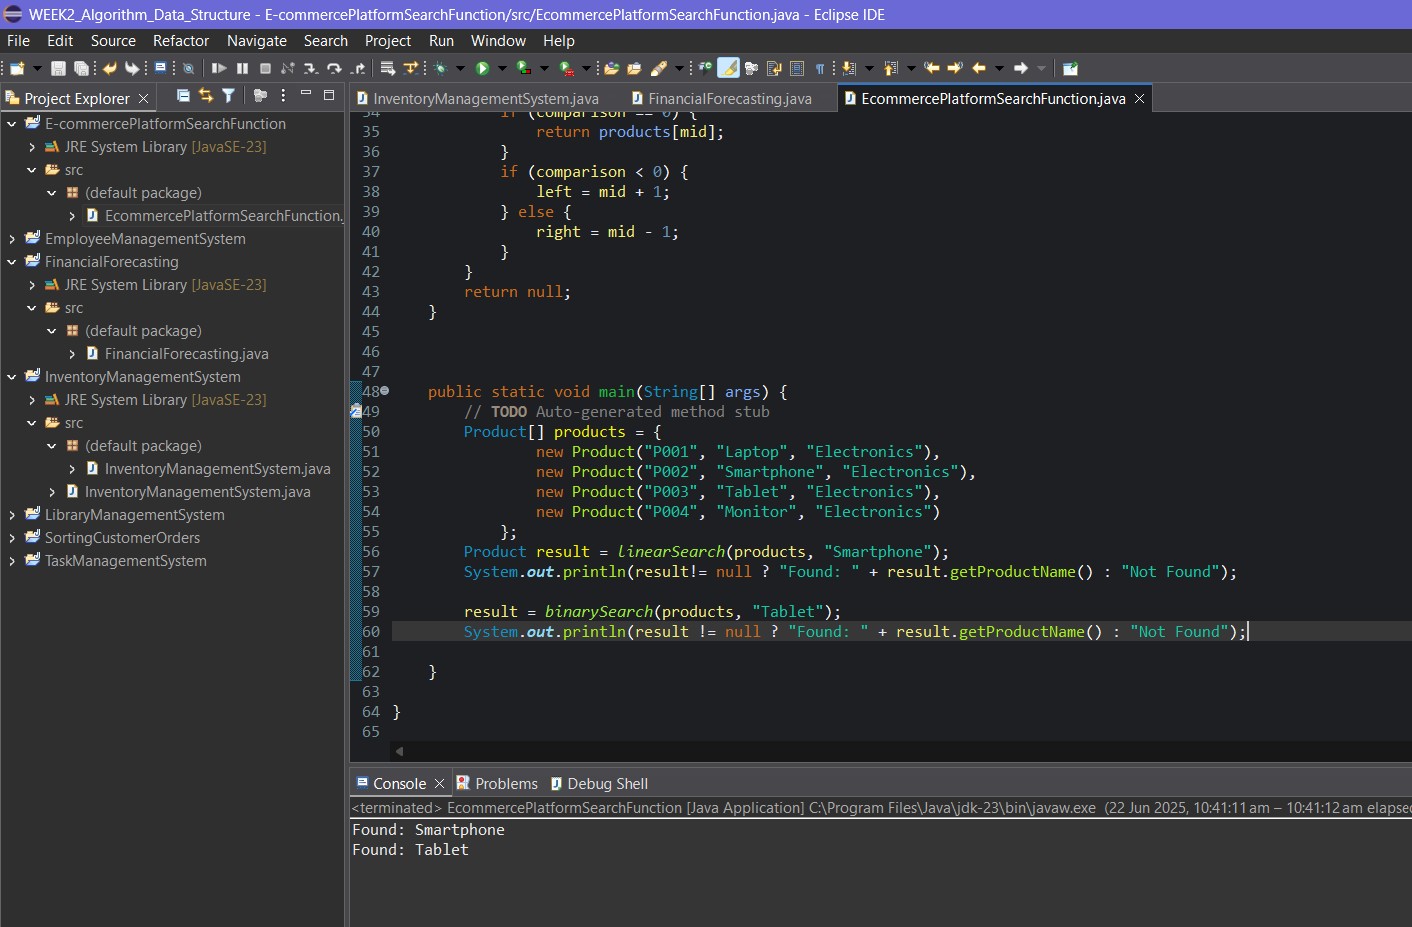 WEEK2_Algorithm_Data_Structure - E-commercePlatformSearchFunction/src/EcommercePlatformSearchFunction.java - Eclipse IDE
File Edit Source Refactor Navigate Search Project Run Window Help
Project Explorer
E-commercePlatformSearchFunction
JRE System Library [JavaSE-23]
src
(default package)
EcommercePlatformSearchFunction.
EmployeeManagementSystem
FinancialForecasting
JRE System Library [JavaSE-23]
src
(default package)
FinancialForecasting.java
InventoryManagementSystem
JRE System Library [JavaSE-23]
src
(default package)
InventoryManagementSystem.java
InventoryManagementSystem.java
LibraryManagementSystem
SortingCustomerOrders
TaskManagementSystem
InventoryManagementSystem.java FinancialForecasting.java EcommercePlatformSearchFunction.java
34 if (comparison == 0) {
35 return products[mid];
36 }
37 if (comparison < 0) {
38 left = mid + 1;
39 } else {
40 right = mid - 1;
41 }
42 }
43 return null;
44 }
45
46
47
48 public static void main(String[] args) {
49 // TODO Auto-generated method stub
50 Product[] products = {
51 new Product("P001", "Laptop", "Electronics"),
52 new Product("P002", "Smartphone", "Electronics"),
53 new Product("P003", "Tablet", "Electronics"),
54 new Product("P004", "Monitor", "Electronics")
55 };
56 Product result = linearSearch(products, "Smartphone");
57 System.out.println(result!= null ? "Found: " + result.getProductName() : "Not Found");
58
59 result = binarySearch(products, "Tablet");
60 System.out.println(result != null ? "Found: " + result.getProductName() : "Not Found");
61
62 }
63
64 }
65
Console Problems Debug Shell
<terminated> EcommercePlatformSearchFunction [Java Application] C:\Program Files\Java\jdk-23\bin\javaw.exe (22 Jun 2025, 10:41:11 am – 10:41:12 am elapsed
Found: Smartphone
Found: Tablet